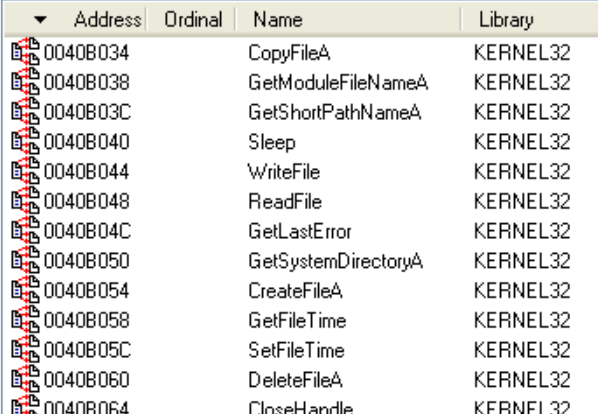 Address Ordinal Name Library
0040B034 CopyFileA KERNEL32
0040B038 GetModuleFileNameA KERNEL32
0040B03C GetShortPathNameA KERNEL32
0040B040 Sleep KERNEL32
0040B044 WriteFile KERNEL32
0040B048 ReadFile KERNEL32
0040B04C GetLastError KERNEL32
0040B050 GetSystemDirectoryA KERNEL32
0040B054 CreateFileA KERNEL32
0040B058 GetFileTime KERNEL32
0040B05C SetFileTime KERNEL32
0040B060 DeleteFileA KERNEL32
0040B064 CloseHandle KERNEL32